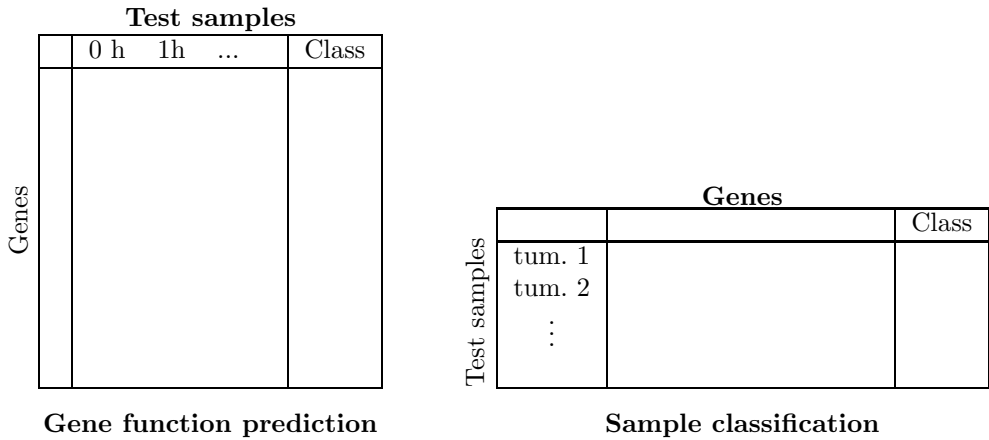 Test samples
0 h 1h ... Class
Genes
Gene function prediction
Genes
Class
Test samples
tum. 1
tum. 2
⋮
Sample classification